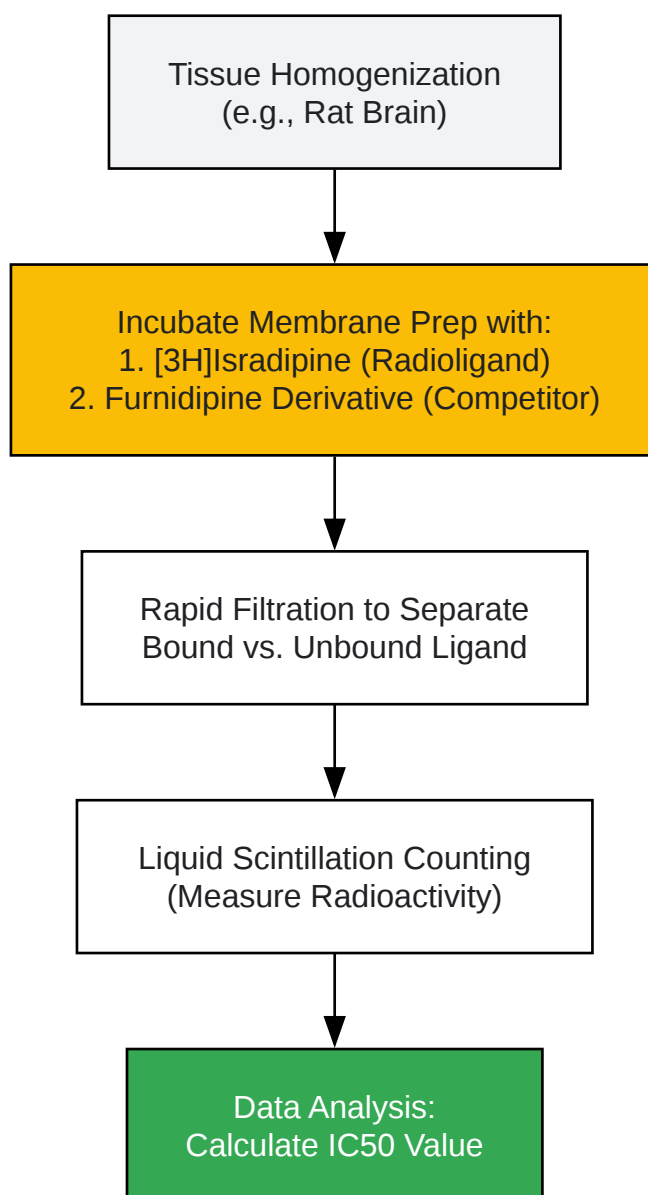 Tissue Homogenization
(e.g., Rat Brain)
Incubate Membrane Prep with:
1. [3H]Isradipine (Radioligand)
2. Furnidipine Derivative (Competitor)
Rapid Filtration to Separate
Bound vs. Unbound Ligand
Liquid Scintillation Counting
(Measure Radioactivity)
Data Analysis:
Calculate IC50 Value